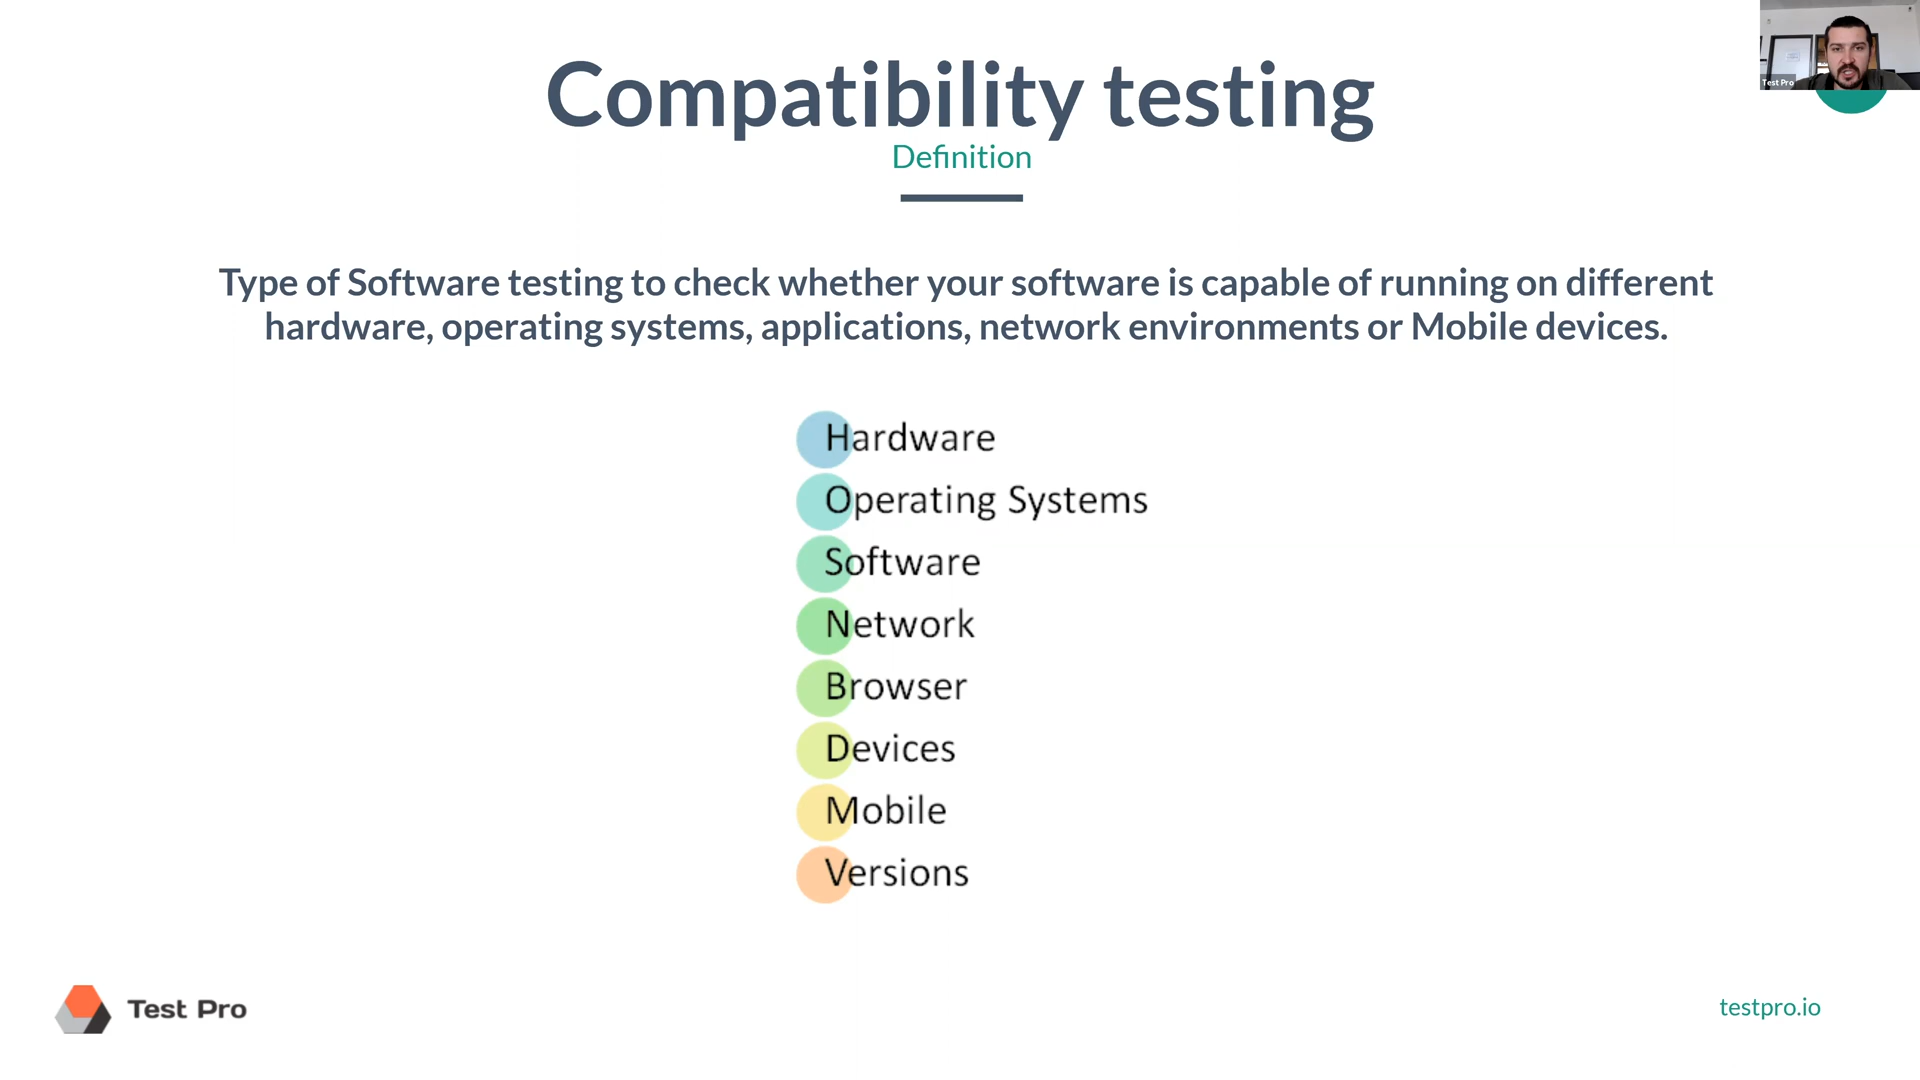 Compatibility testing
Definition
Type of Software testing to check whether your software is capable of running on different
hardware, operating systems, applications, network environments or Mobile devices.
Hardware
Operating Systems
Software
Network
Browser
Devices
Mobile
Versions
Test Pro
Test Pro
testpro.io